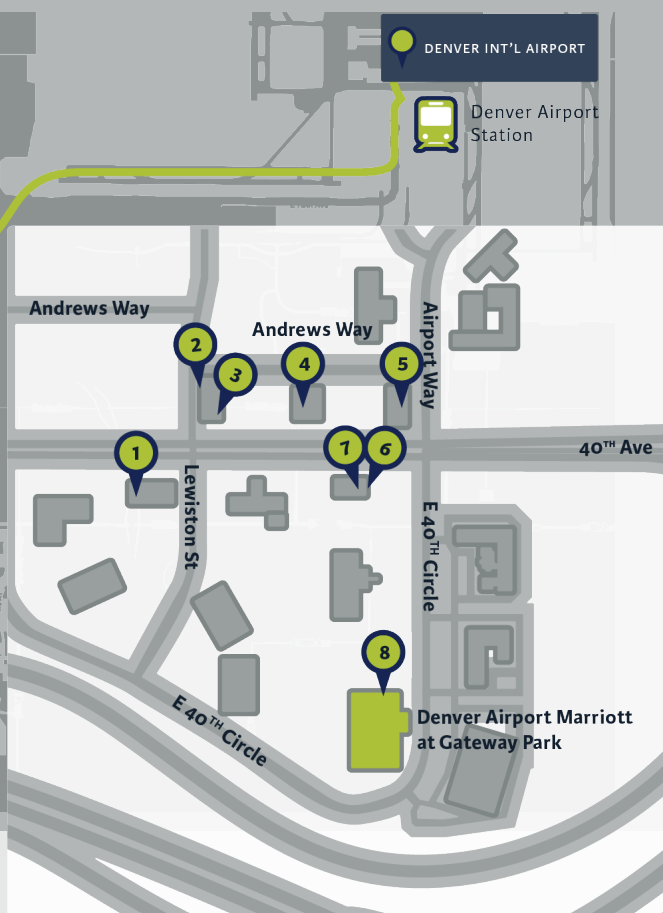 DENVER INT'L AIRPORT
Denver Airport
Station
Andrews Way
Andrews Way
Airport Way
2
3
4
5
1
7
6
40TH Ave
Lewiston St
E 40TH Circle
8
Denver Airport Marriott
at Gateway Park
E 40TH Circle